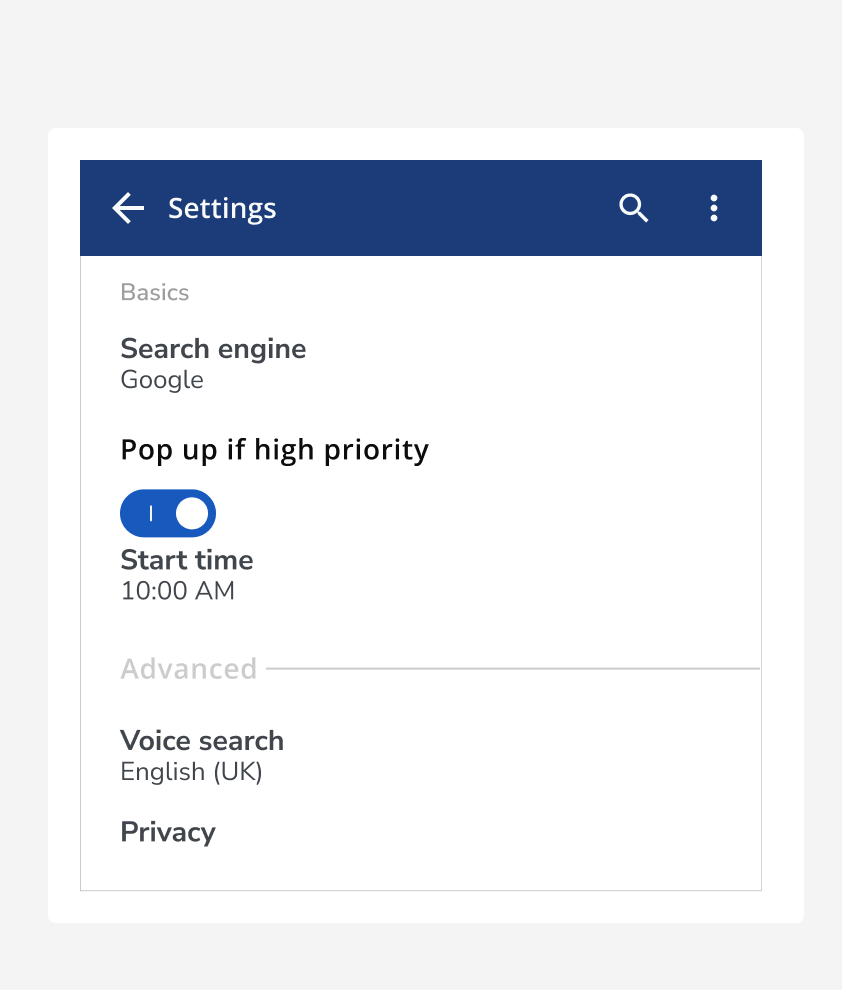 Settings
Basics
Search engine
Google
Pop up if high priority
Start time
10:00 AM
Advanced
Voice search
English (UK)
Privacy